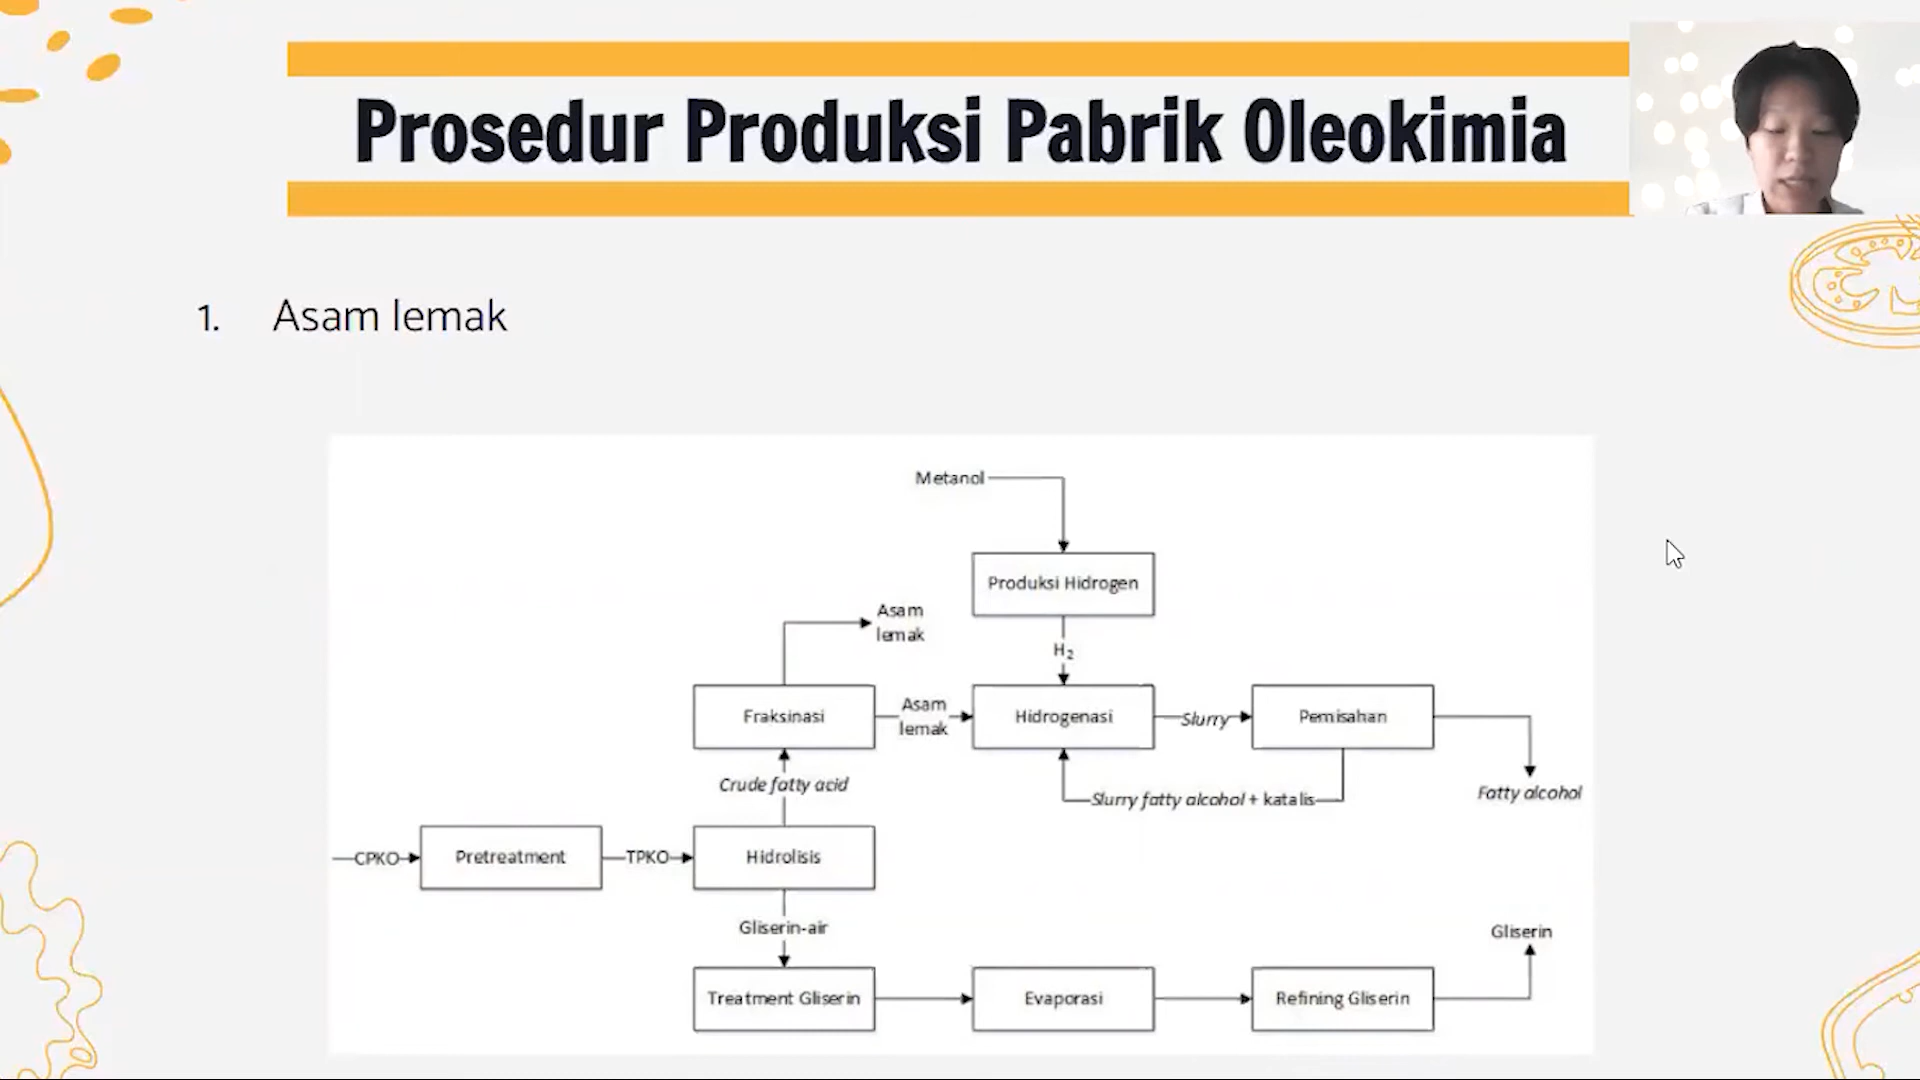 Prosedur Produksi Pabrik Oleokimia
1. Asam lemak
Metanol
Produksi Hidrogen
H₂
Asam
lemak
Fraksinasi
Asam
lemak
Hidrogenasi
Slurry
Pemisahan
Crude fatty acid
Slurry fatty alcohol + katalis
Fatty alcohol
CPKO
Pretreatment
TPKO
Hidrolisis
Gliserin-air
Gliserin
Treatment Gliserin
Evaporasi
Refining Gliserin